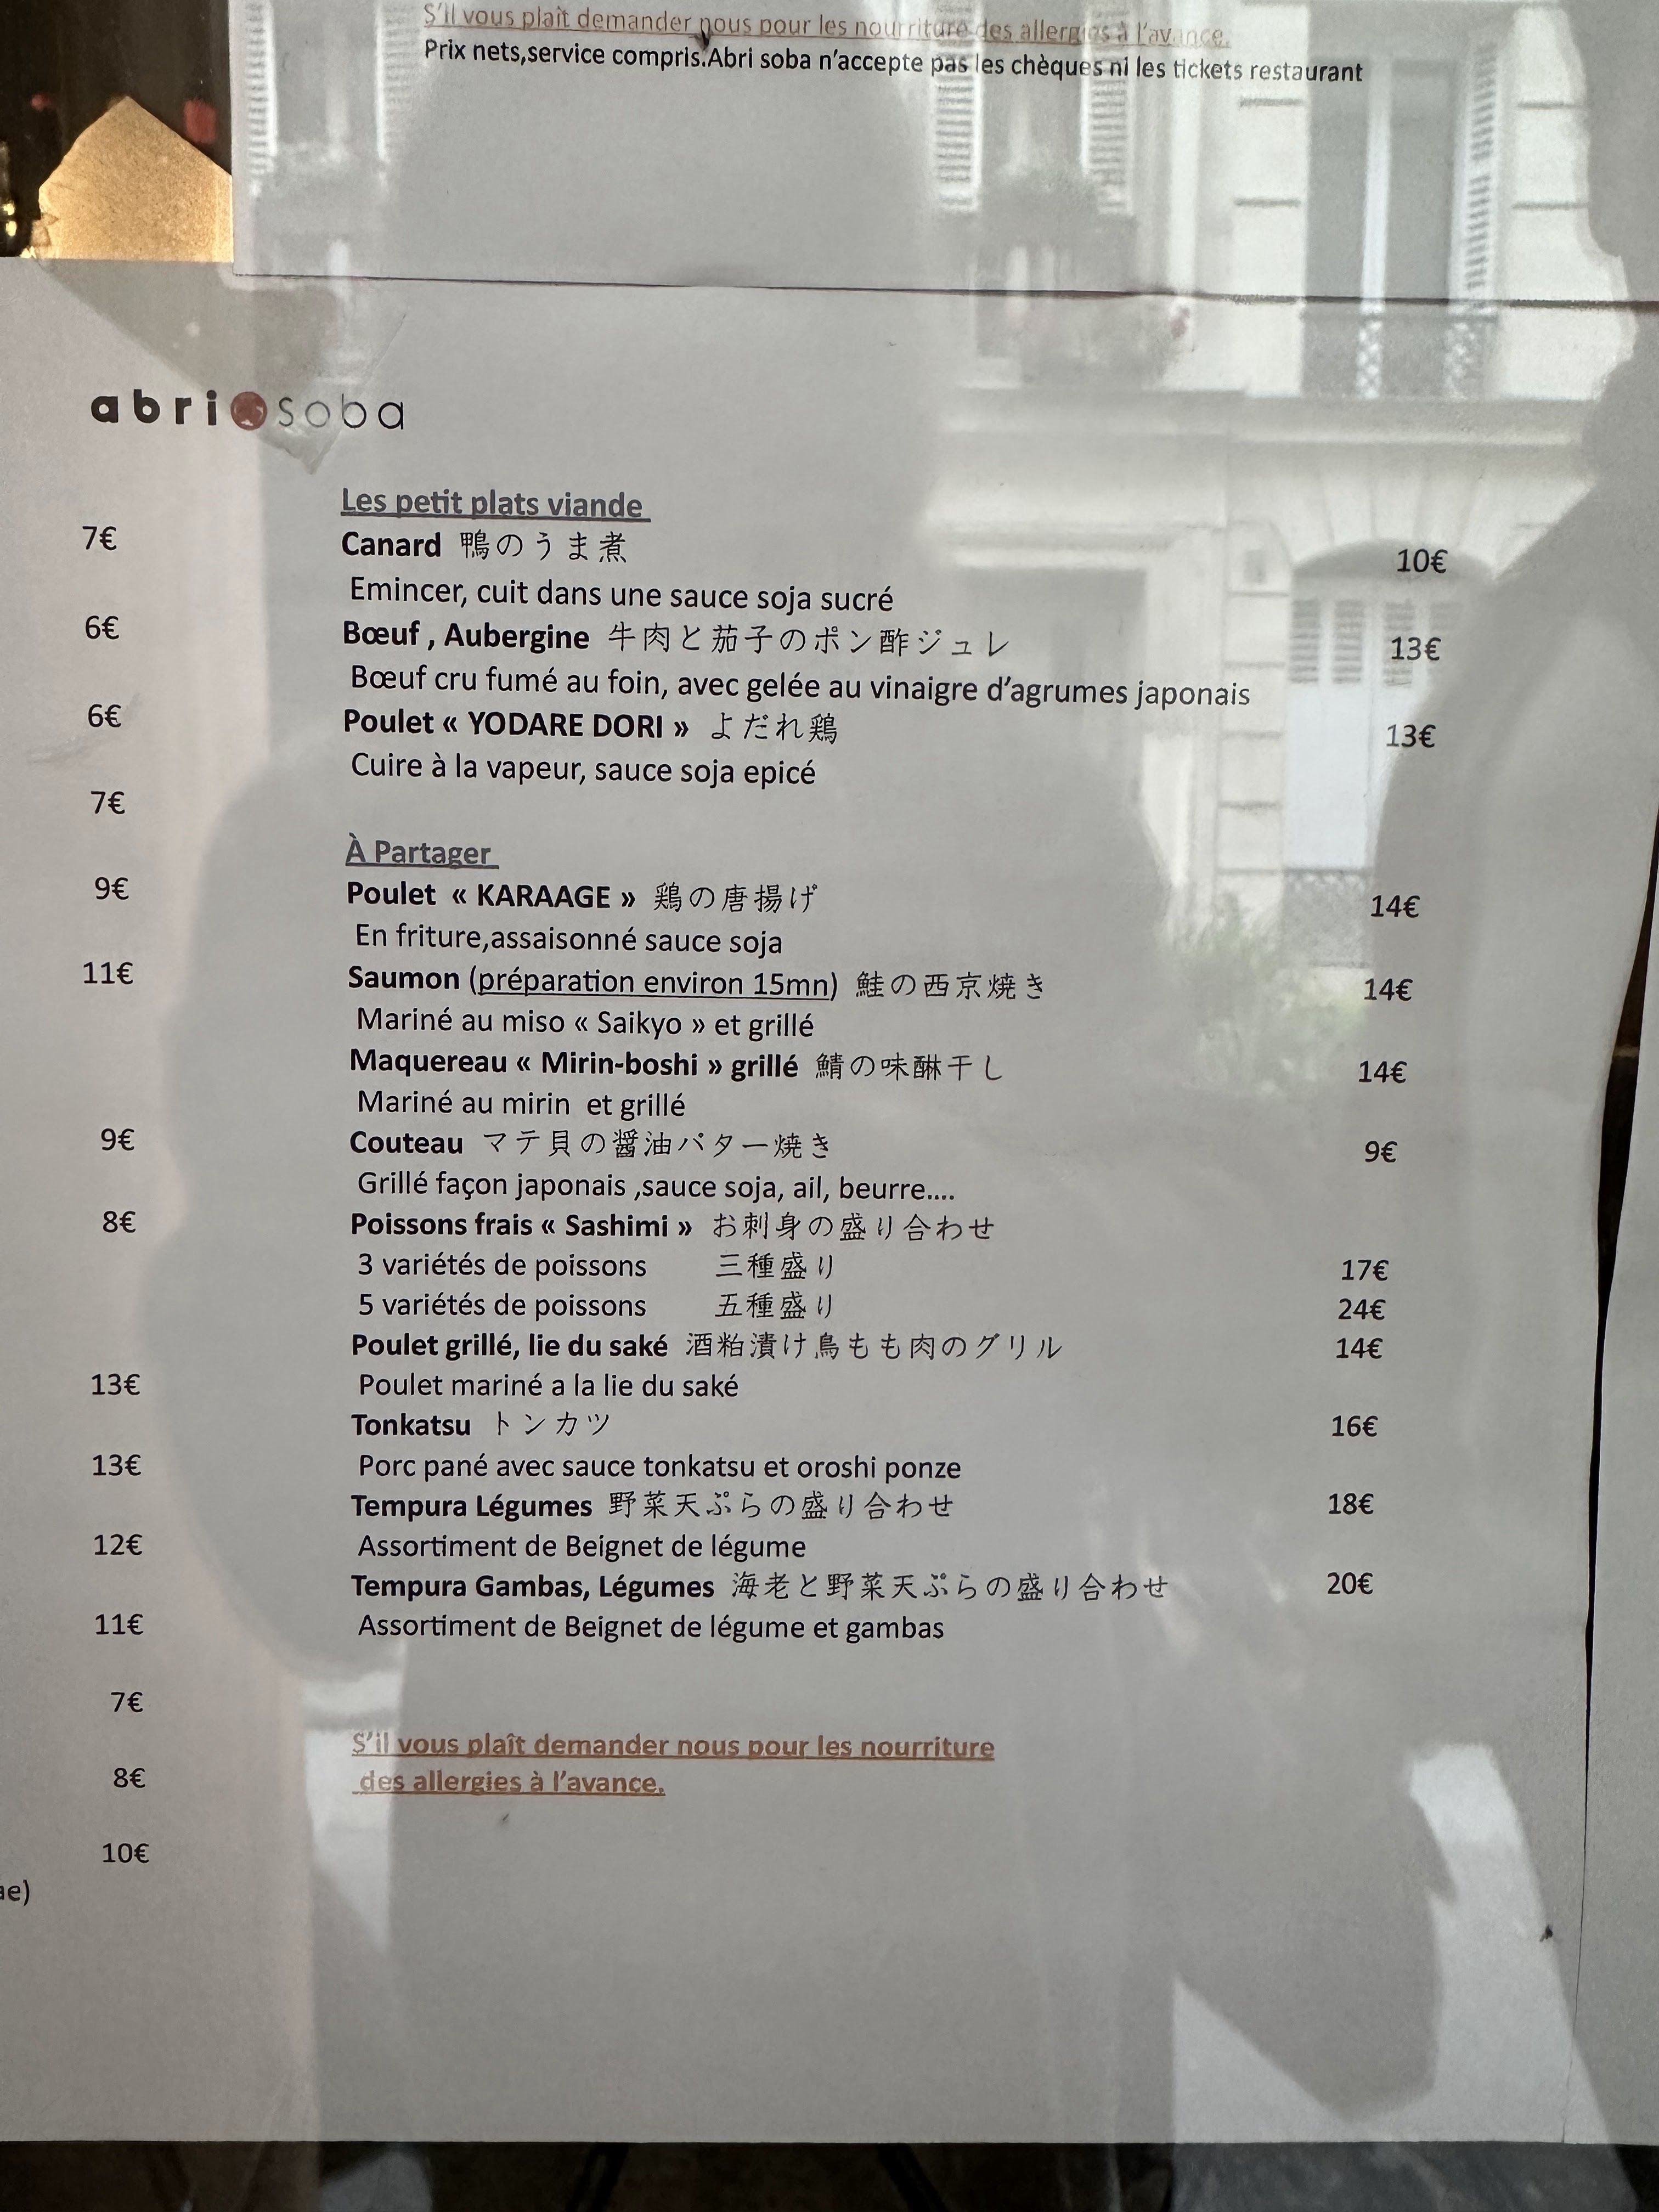 S'il vous plaît demander nous pour les nourriture des allergies à l'avance.
Prix nets,service compris.Abri soba n'accepte pas les chèques ni les tickets restaurant
abri soba
Les petit plats viande
7€
Canard 鴨のうま煮 10€
Emincer, cuit dans une sauce soja sucré
6€
Bœuf , Aubergine 牛肉と茄子のポン酢ジュレ 13€
Bœuf cru fumé au foin, avec gelée au vinaigre d'agrumes japonais
6€
Poulet « YODARE DORI » よだれ鶏 13€
Cuire à la vapeur, sauce soja epicé
7€
À Partager
9€
Poulet « KARAAGE » 鶏の唐揚げ 14€
En friture,assaisonné sauce soja
11€
Saumon (préparation environ 15mn) 鮭の西京焼き 14€
Mariné au miso « Saikyo » et grillé
Maquereau « Mirin-boshi » grillé 鯖の味醂干し 14€
Mariné au mirin et grillé
9€
Couteau マテ貝の醤油バター焼き 9€
Grillé façon japonais ,sauce soja, ail, beurre....
8€
Poissons frais « Sashimi » お刺身の盛り合わせ
3 variétés de poissons 三種盛り 17€
5 variétés de poissons 五種盛り 24€
Poulet grillé, lie du saké 酒粕漬け鳥もも肉のグリル 14€
13€
Poulet mariné a la lie du saké
Tonkatsu トンカツ 16€
13€
Porc pané avec sauce tonkatsu et oroshi ponze
Tempura Légumes 野菜天ぷらの盛り合わせ 18€
12€
Assortiment de Beignet de légume
Tempura Gambas, Légumes 海老と野菜天ぷらの盛り合わせ 20€
11€
Assortiment de Beignet de légume et gambas
7€
S'il vous plaît demander nous pour les nourriture
des allergies à l'avance.
8€
10€